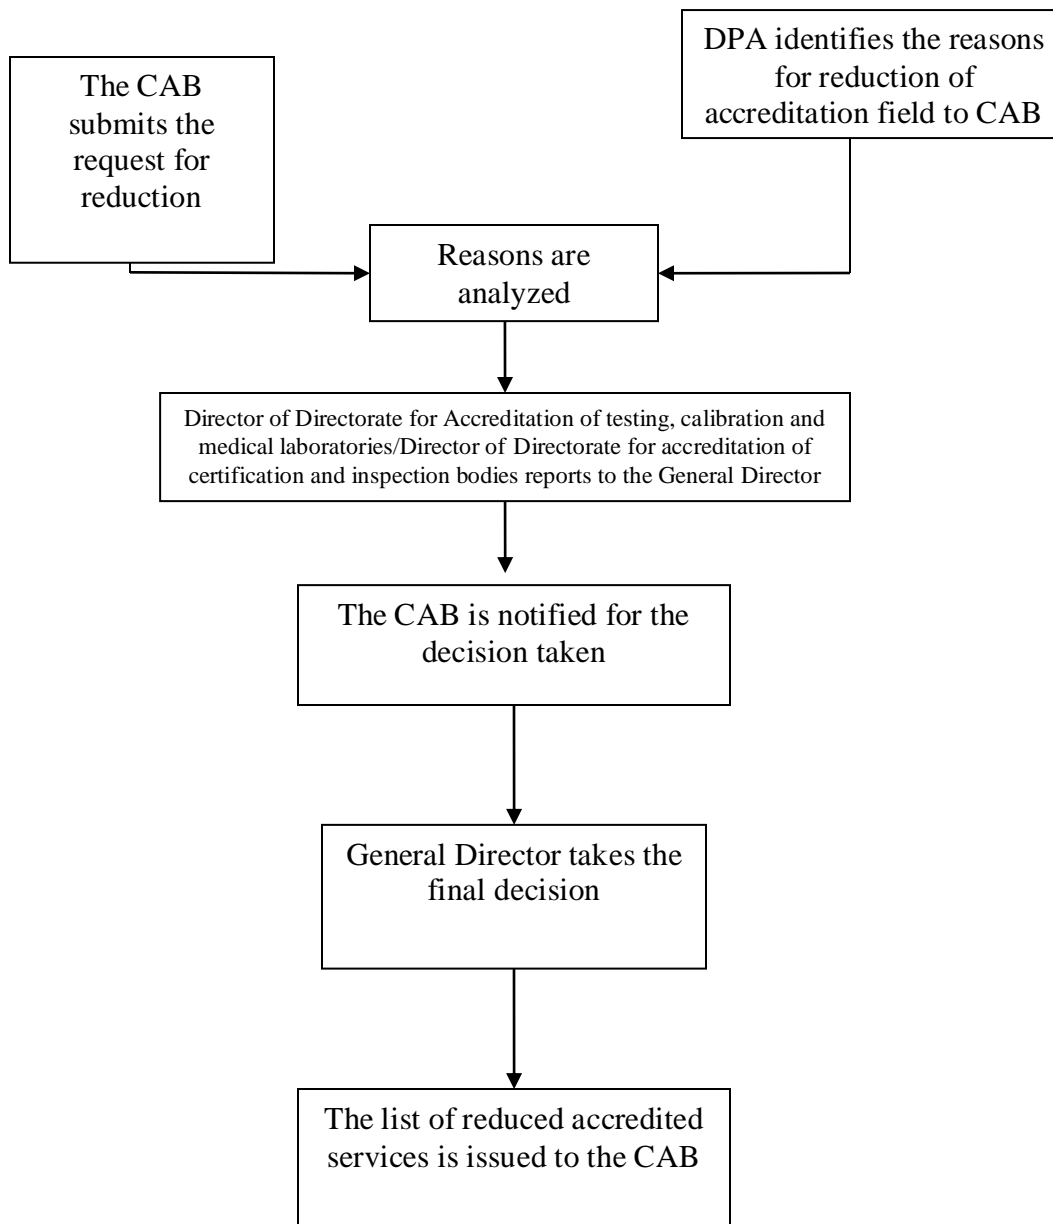 The CAB
submits the
request for
reduction
DPA identifies the reasons
for reduction of
accreditation field to CAB
Reasons are
analyzed
Director of Directorate for Accreditation of testing, calibration and
medical laboratories/Director of Directorate for accreditation of
certification and inspection bodies reports to the General Director
The CAB is notified for the
decision taken
General Director takes the
final decision
The list of reduced accredited
services is issued to the CAB